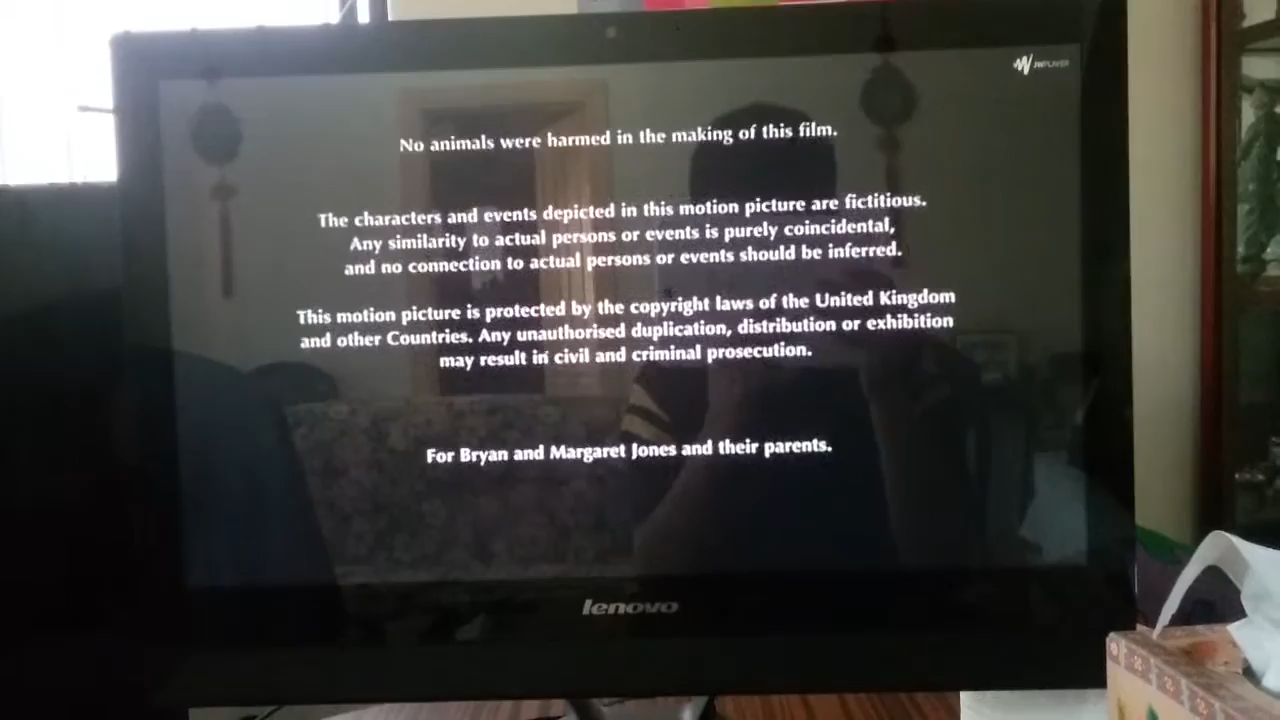 JWPLAYER
No animals were harmed in the making of this film.
The characters and events depicted in this motion picture are fictitious.
Any similarity to actual persons or events is purely coincidental,
and no connection to actual persons or events should be inferred.
This motion picture is protected by the copyright laws of the United Kingdom
and other Countries. Any unauthorised duplication, distribution or exhibition
may result in civil and criminal prosecution.
For Bryan and Margaret Jones and their parents.
lenovo